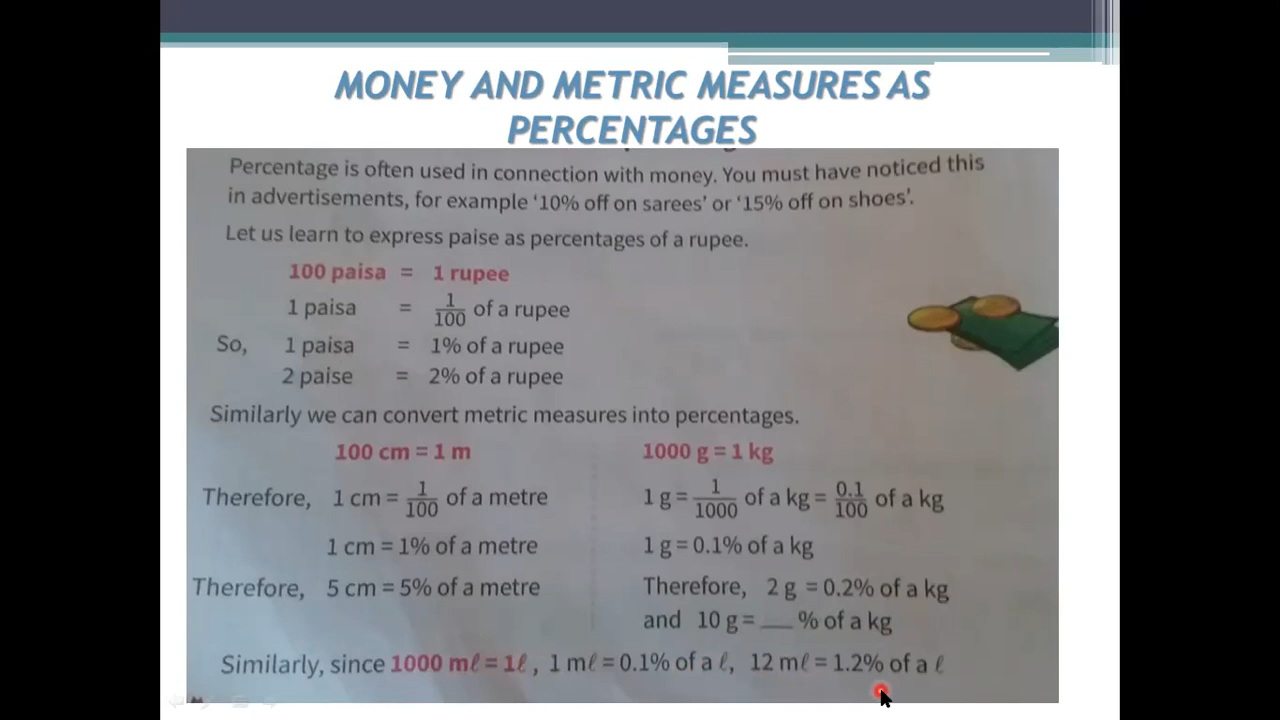 MONEY AND METRIC MEASURES AS
PERCENTAGES
Percentage is often used in connection with money. You must have noticed this
in advertisements, for example '10% off on sarees' or '15% off on shoes'.
Let us learn to express paise as percentages of a rupee.
100 paisa = 1 rupee
1 paisa = 1/100 of a rupee
So, 1 paisa = 1% of a rupee
2 paise = 2% of a rupee
Similarly we can convert metric measures into percentages.
100 cm = 1 m
Therefore, 1 cm = 1/100 of a metre
1 cm = 1% of a metre
Therefore, 5 cm = 5% of a metre
1000 g = 1 kg
1 g = 1/1000 of a kg = 0.1/100 of a kg
1 g = 0.1% of a kg
Therefore, 2 g = 0.2% of a kg
and 10 g = ___ % of a kg
Similarly, since 1000 mℓ = 1ℓ, 1 mℓ = 0.1% of a ℓ, 12 mℓ = 1.2% of a ℓ